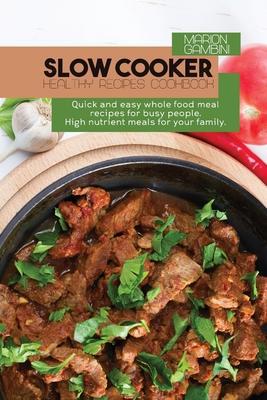 MARION
GAMBINI
SLOW COOKER
HEALTHY RECIPES COOKBOOK
Quick and easy whole food meal
recipes for busy people.
High nutrient meals for your family.